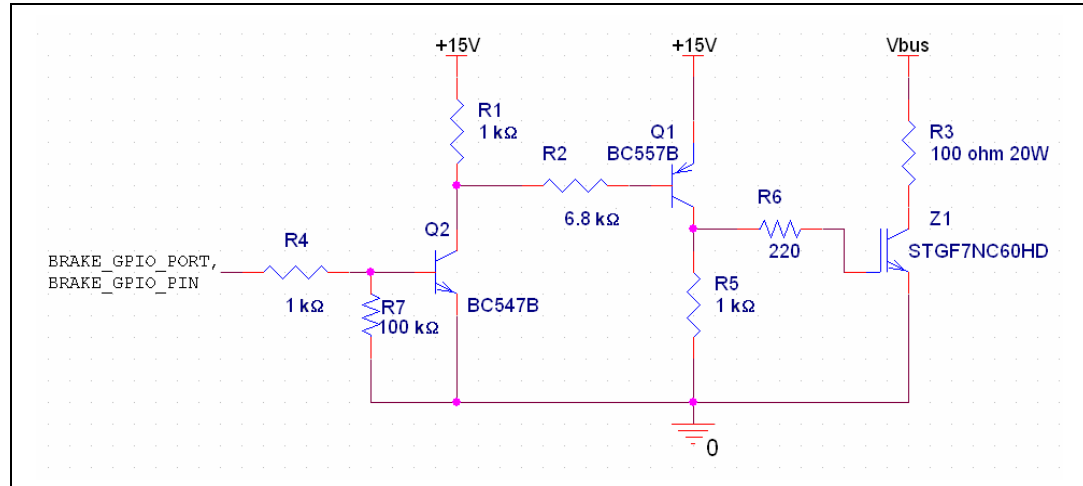 +15V
+15V
Vbus
R1
1 kΩ
R2
6.8 kΩ
Q1
BC557B
R3
100 ohm 20W
R6
220
Z1
STGF7NC60HD
Q2
BC547B
R4
1 kΩ
BRAKE_GPIO_PORT,
BRAKE_GPIO_PIN
R7
100 kΩ
R5
1 kΩ
0